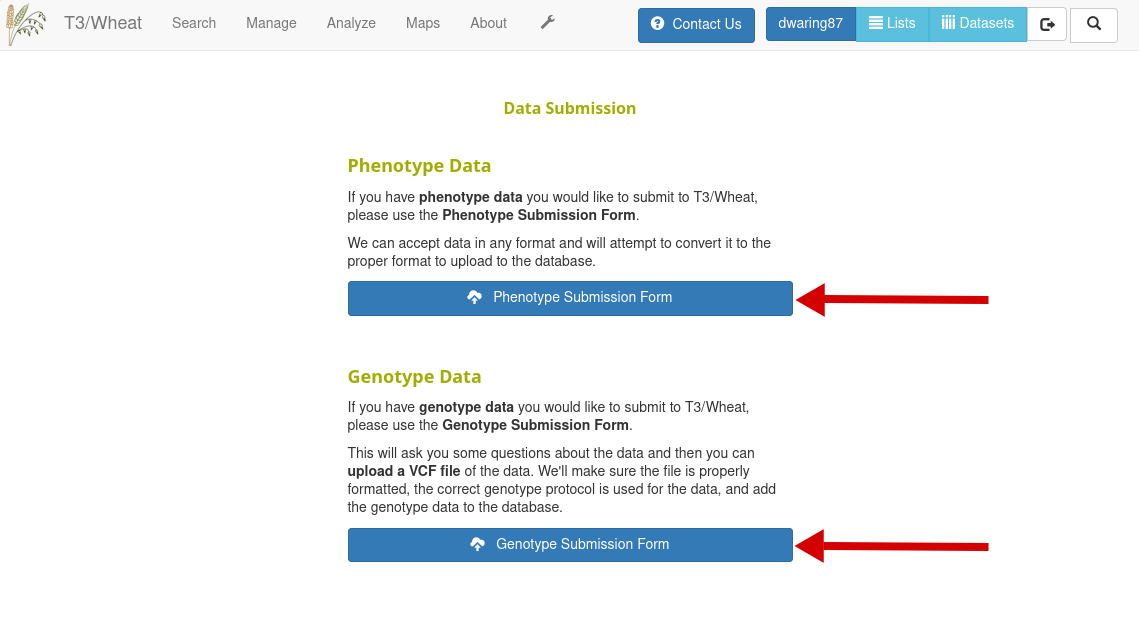 T3/Wheat Search Manage Analyze Maps About Contact Us dwaring87 Lists Datasets
Data Submission
Phenotype Data
If you have phenotype data you would like to submit to T3/Wheat,
please use the Phenotype Submission Form.
We can accept data in any format and will attempt to convert it to the
proper format to upload to the database.
Phenotype Submission Form
Genotype Data
If you have genotype data you would like to submit to T3/Wheat,
please use the Genotype Submission Form.
This will ask you some questions about the data and then you can
upload a VCF file of the data. We'll make sure the file is properly
formatted, the correct genotype protocol is used for the data, and add
the genotype data to the database.
Genotype Submission Form